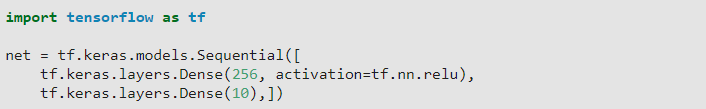 import tensorflow as tf
net = tf.keras.models.Sequential([
    tf.keras.layers.Dense(256, activation=tf.nn.relu),
    tf.keras.layers.Dense(10),])